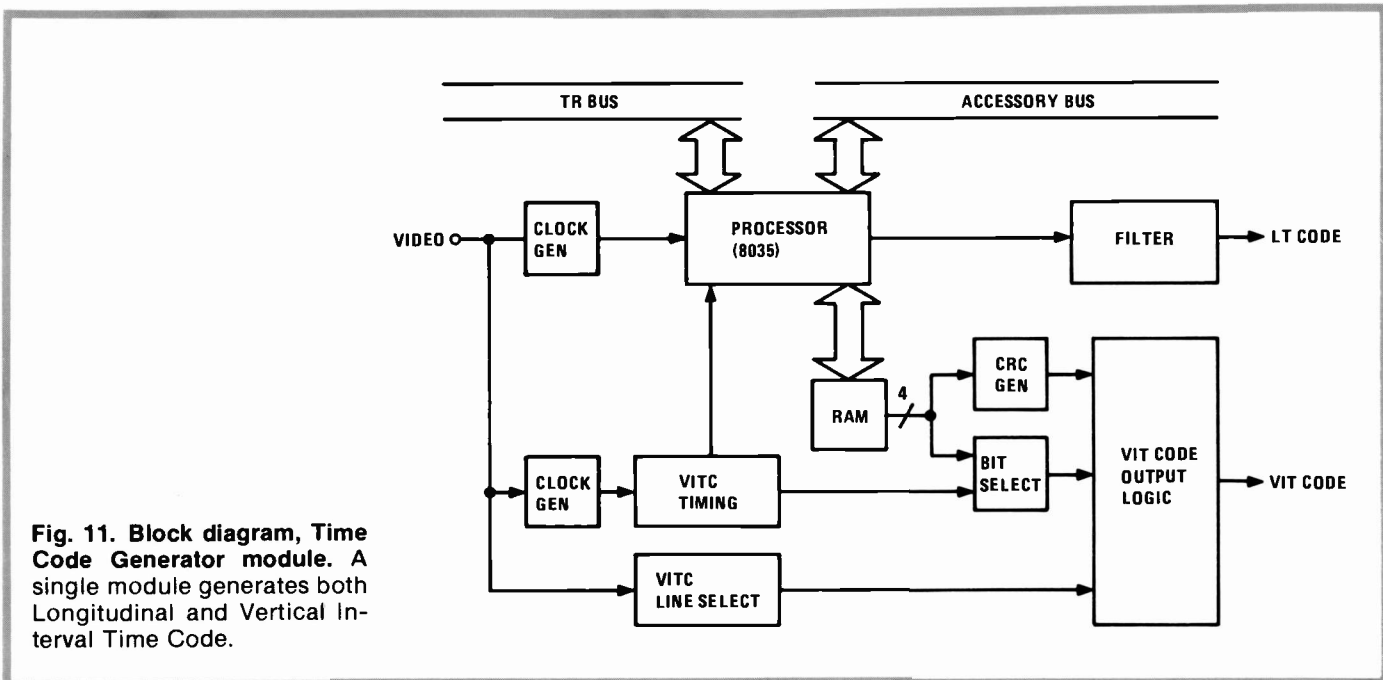 TR BUS
ACCESSORY BUS
VIDEO
CLOCK
GEN
PROCESSOR
(8035)
FILTER
LT CODE
RAM
4
CRC
GEN
BIT
SELECT
VIT CODE
OUTPUT
LOGIC
VIT CODE
CLOCK
GEN
VITC
TIMING
VITC
LINE SELECT
Fig. 11. Block diagram, Time
Code Generator module. A
single module generates both
Longitudinal and Vertical In-
terval Time Code.